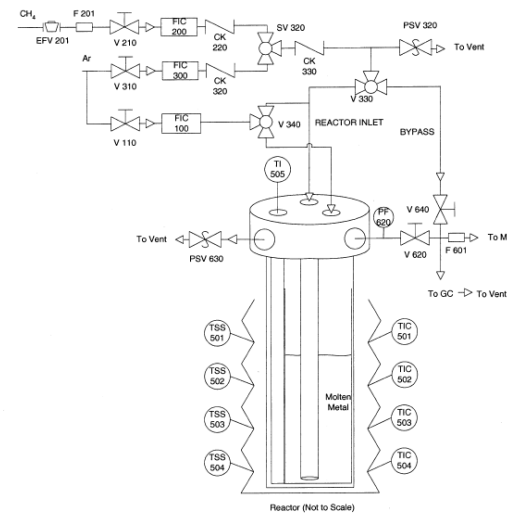 CH4
F 201
EFV 201
V 210
FIC
200
CK
220
SV 320
CK
330
PSV 320
To Vent
Ar
V 310
FIC
300
CK
320
V 330
V 110
FIC
100
V 340
REACTOR INLET
BYPASS
TI
505
PF
620
V 640
To Vent
PSV 630
V 620
F 601
To M
To GC
To Vent
TSS
501
TIC
501
TSS
502
TIC
502
Molten
Metal
TSS
503
TIC
503
TSS
504
TIC
504
Reactor (Not to Scale)